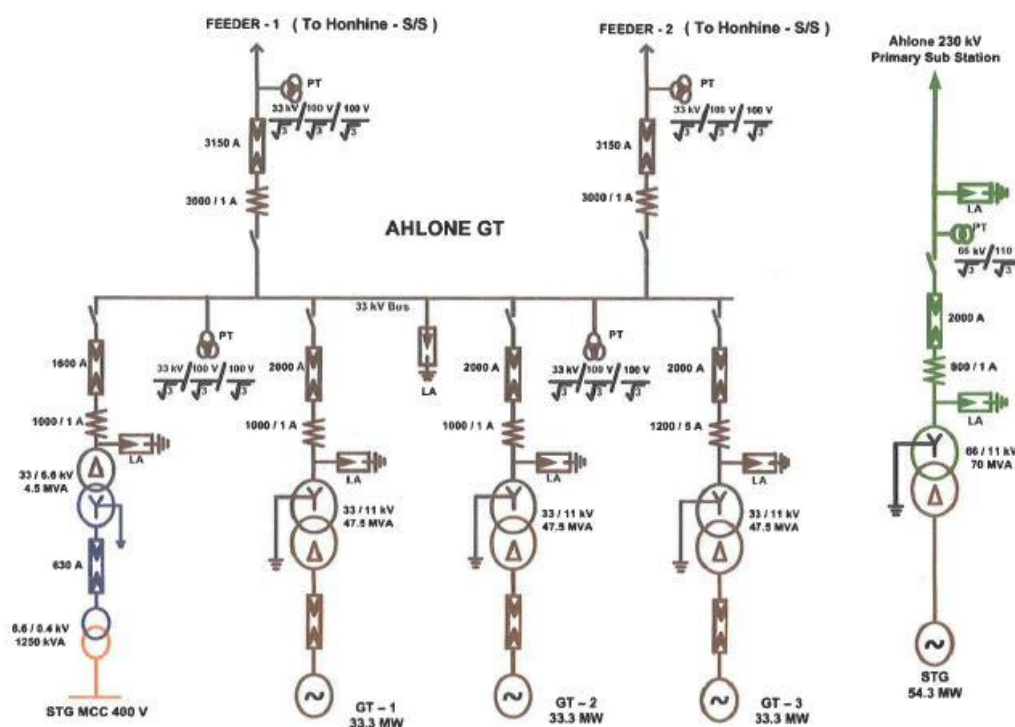 FEEDER - 1 ( To Honhine - S/S )
FEEDER - 2 ( To Honhine - S/S )
Ahlone 230 kV
Primary Sub Station
PT
33 kV / 100 V / 100 V
√3 √3 √3
3150 A
3000 / 1 A
PT
33 kV / 100 V / 100 V
√3 √3 √3
3150 A
3000 / 1 A
AHLONE GT
LA
PT
66 kV / 110
√3 √3
2000 A
800 / 1 A
LA
66 / 11 kV
70 MVA
STG
54.3 MW
33 kV Bus
1600 A
1000 / 1 A
LA
33 / 6.6 kV
4.5 MVA
630 A
6.6 / 0.4 kV
1250 kVA
STG MCC 400 V
PT
33 kV / 100 V / 100 V
√3 √3 √3
2000 A
1000 / 1 A
LA
33 / 11 kV
47.5 MVA
GT - 1
33.3 MW
LA
2000 A
1000 / 1 A
LA
33 / 11 kV
47.5 MVA
GT - 2
33.3 MW
PT
33 kV / 100 V / 100 V
√3 √3 √3
2000 A
1200 / 5 A
LA
33 / 11 kV
47.5 MVA
GT - 3
33.3 MW